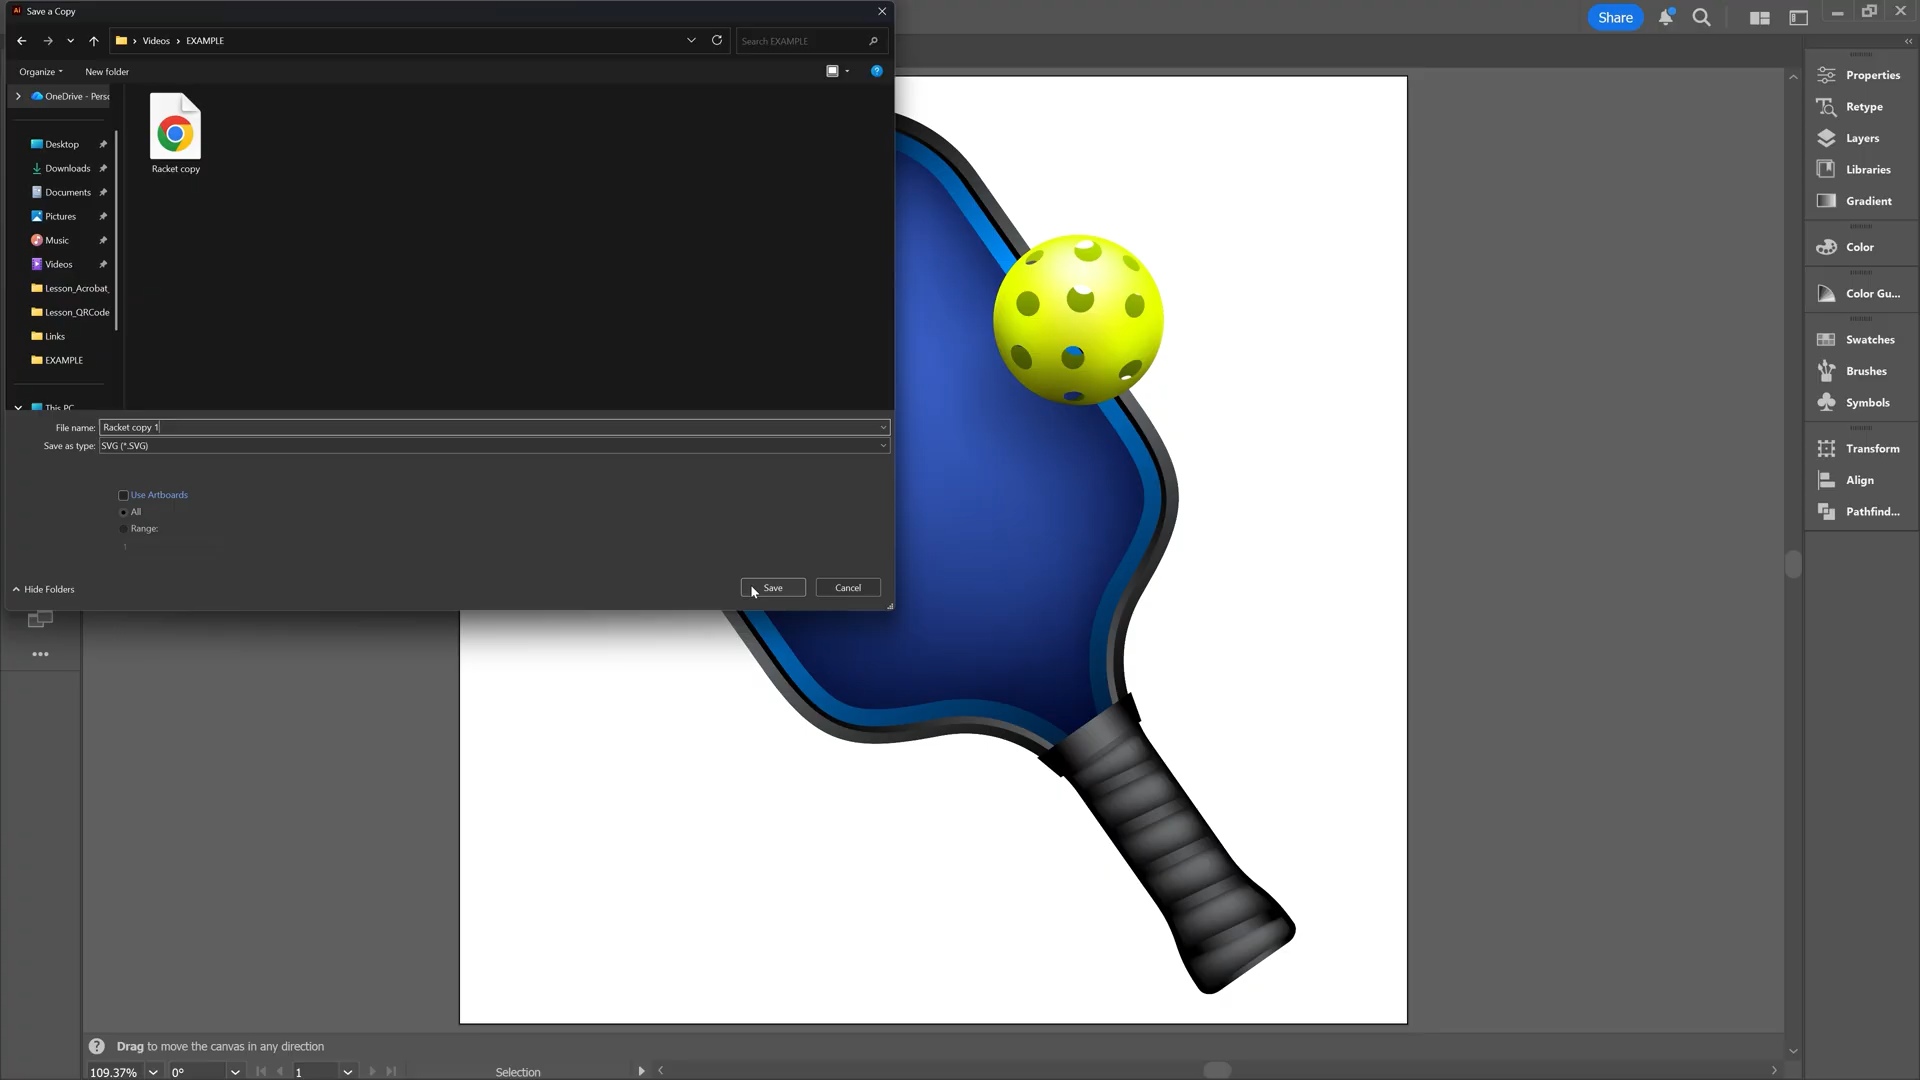 Ai Save a Copy
Share
Videos › EXAMPLE
Search EXAMPLE
Organize
New folder
OneDrive - Perso
Desktop
Downloads
Documents
Pictures
Music
Videos
Lesson_Acrobat_
Lesson_QRCode
Links
EXAMPLE
This PC
Racket copy
File name: Racket copy 1
Save as type: SVG (*.SVG)
Use Artboards
All
Range:
1
Hide Folders
Save
Cancel
Properties
Retype
Layers
Libraries
Gradient
Color
Color Gu...
Swatches
Brushes
Symbols
Transform
Align
Pathfind...
Drag to move the canvas in any direction
109.37%
0°
1
Selection